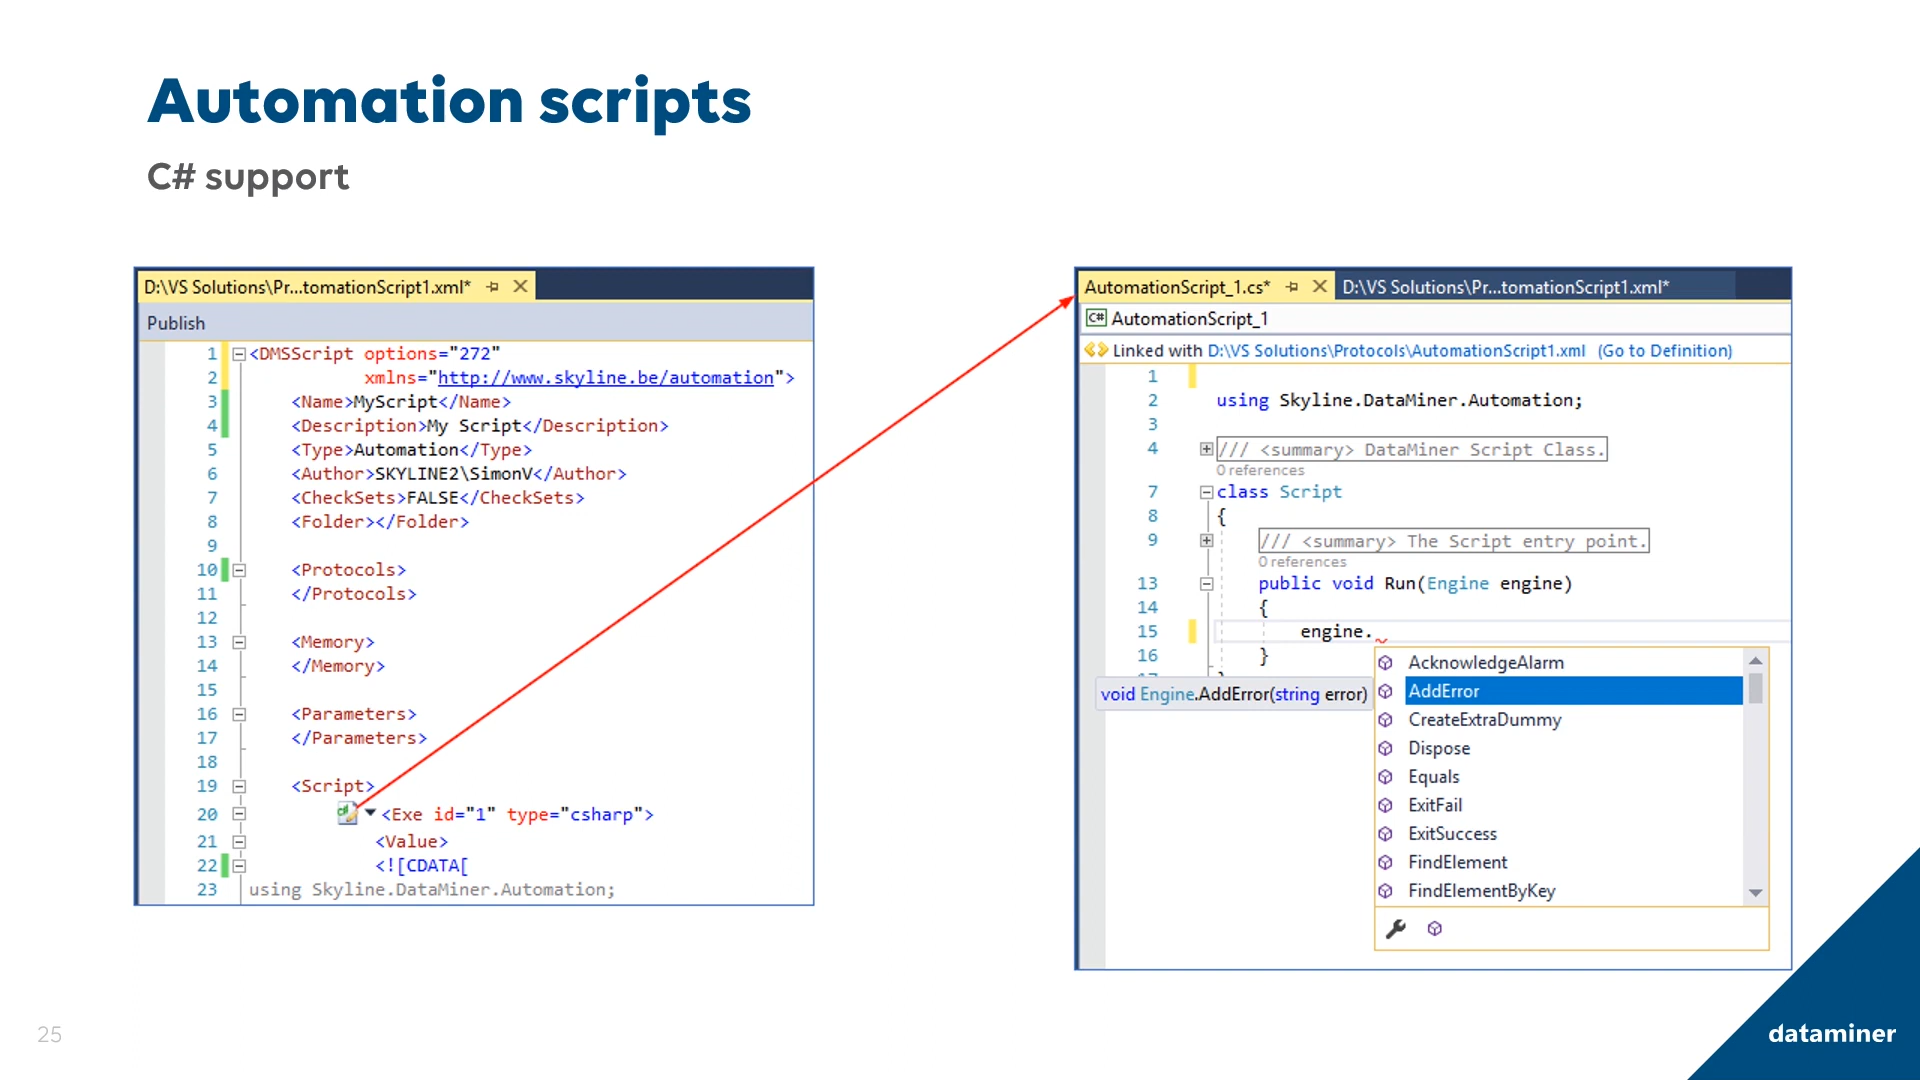 Automation scripts
C# support
D:\VS Solutions\Pr...tomationScript1.xml*
Publish
1 <DMSScript options="272"
2 xmlns="http://www.skyline.be/automation">
3 <Name>MyScript</Name>
4 <Description>My Script</Description>
5 <Type>Automation</Type>
6 <Author>SKYLINE2\SimonV</Author>
7 <CheckSets>FALSE</CheckSets>
8 <Folder></Folder>
9
10 <Protocols>
11 </Protocols>
12
13 <Memory>
14 </Memory>
15
16 <Parameters>
17 </Parameters>
18
19 <Script>
20 <Exe id="1" type="csharp">
21 <Value>
22 <![CDATA[
23 using Skyline.DataMiner.Automation;
AutomationScript_1.cs* D:\VS Solutions\Pr...tomationScript1.xml*
C# AutomationScript_1
Linked with D:\VS Solutions\Protocols\AutomationScript1.xml (Go to Definition)
1
2 using Skyline.DataMiner.Automation;
3
4 /// <summary> DataMiner Script Class.
0 references
7 class Script
8 {
9 /// <summary> The Script entry point.
0 references
13 public void Run(Engine engine)
14 {
15 engine.
16 }
void Engine.AddError(string error)
AcknowledgeAlarm
AddError
CreateExtraDummy
Dispose
Equals
ExitFail
ExitSuccess
FindElement
FindElementByKey
25
dataminer